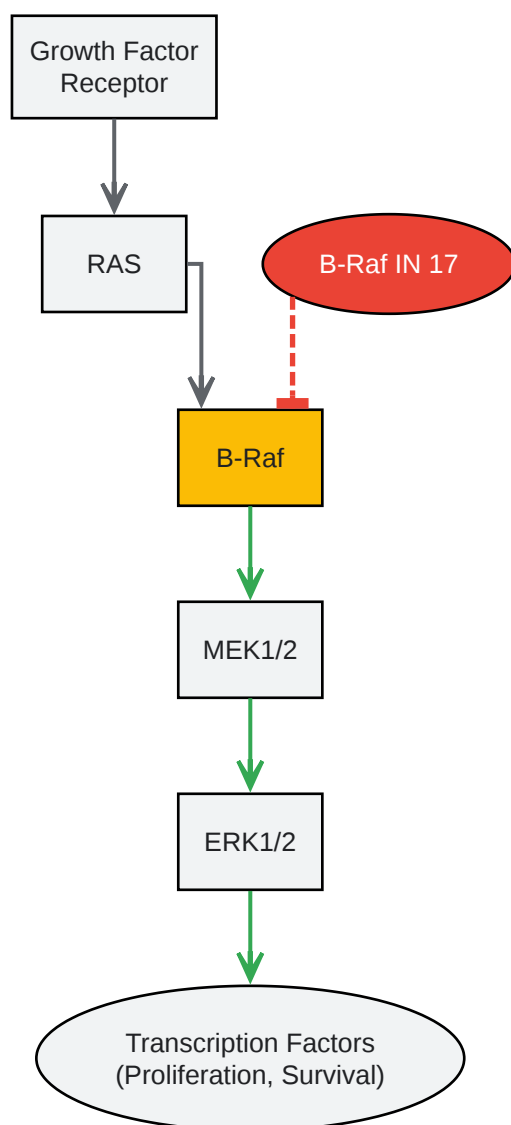 Growth Factor
Receptor
RAS
B-Raf IN 17
B-Raf
MEK1/2
ERK1/2
Transcription Factors
(Proliferation, Survival)